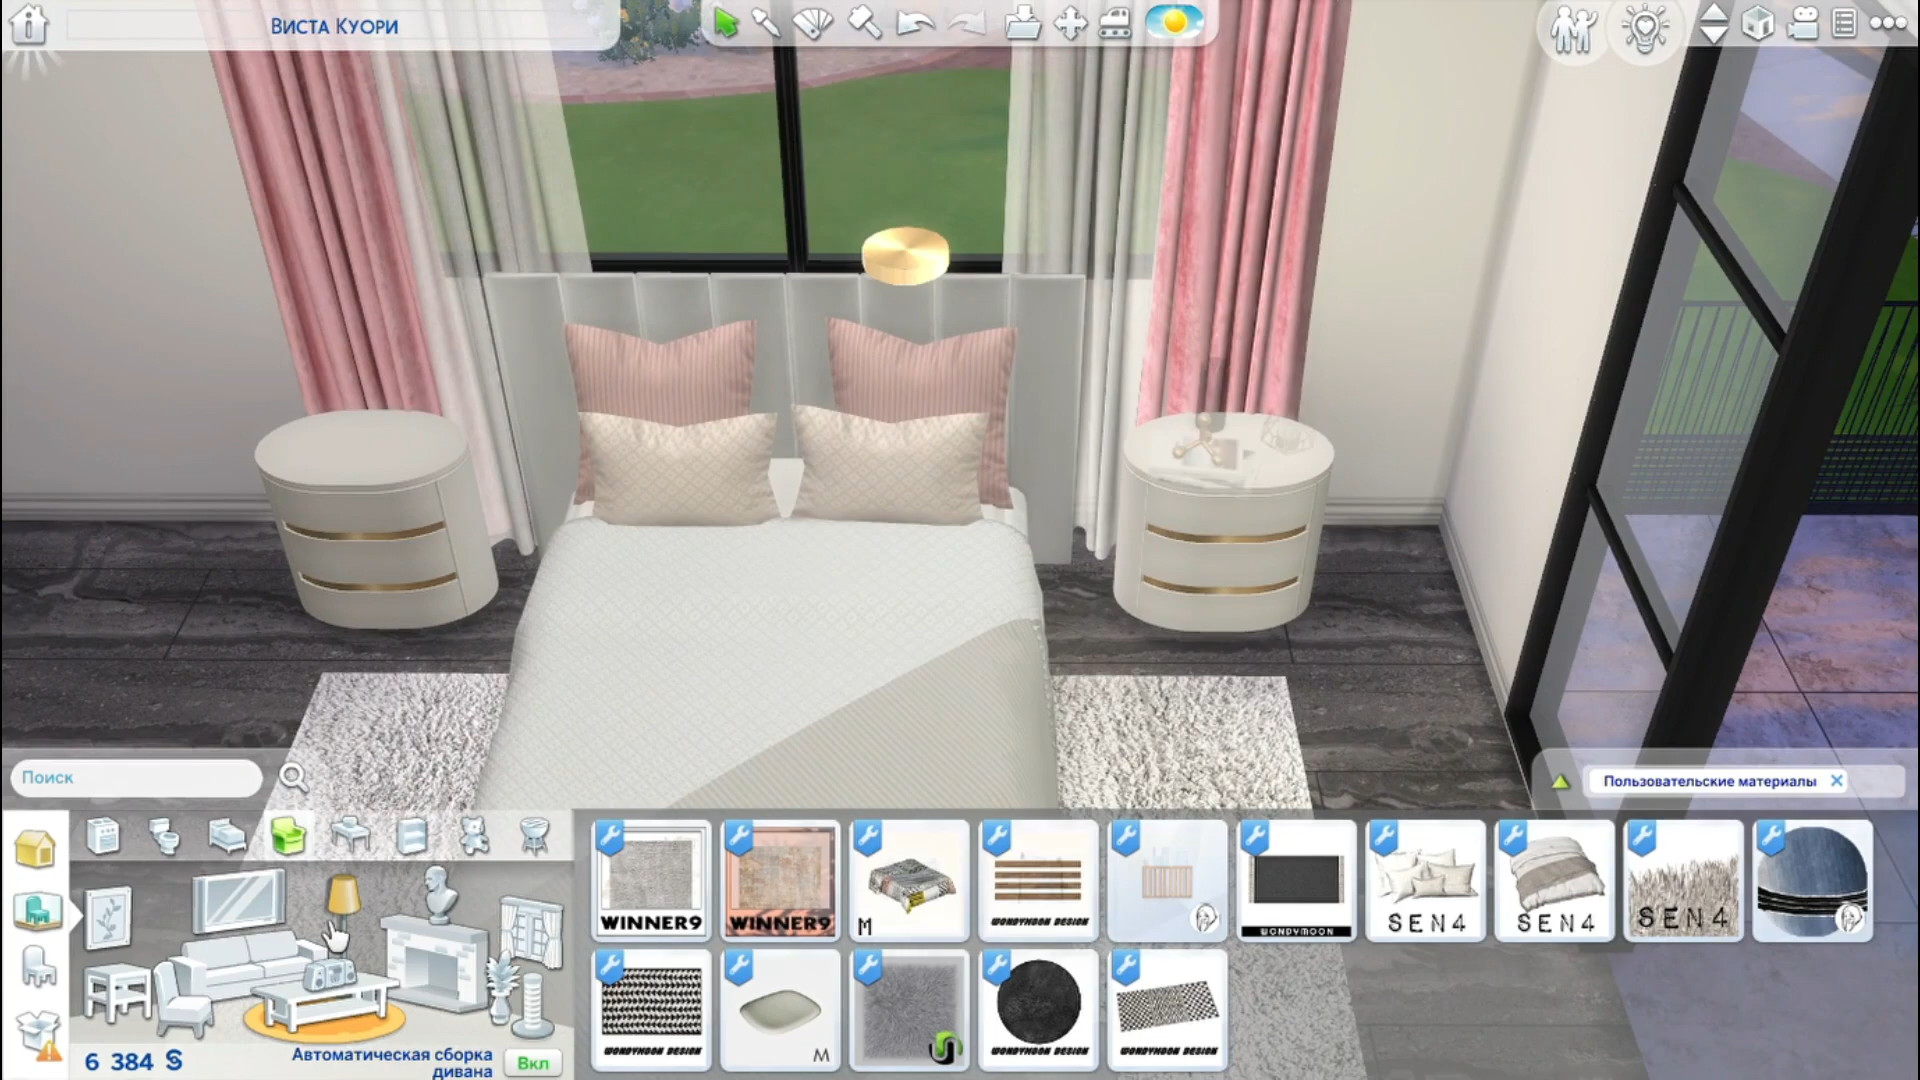 Виста Куори
Поиск
Пользовательские материалы
WINNER9
WINNER9
M
WONDYMOON DESIGN
WONDYMOON
SEN4
SEN4
SEN4
WONDYMOON DESIGN
M
WONDYMOON DESIGN
WONDYMOON DESIGN
6 384
Автоматическая сборка
дивана
Вкл